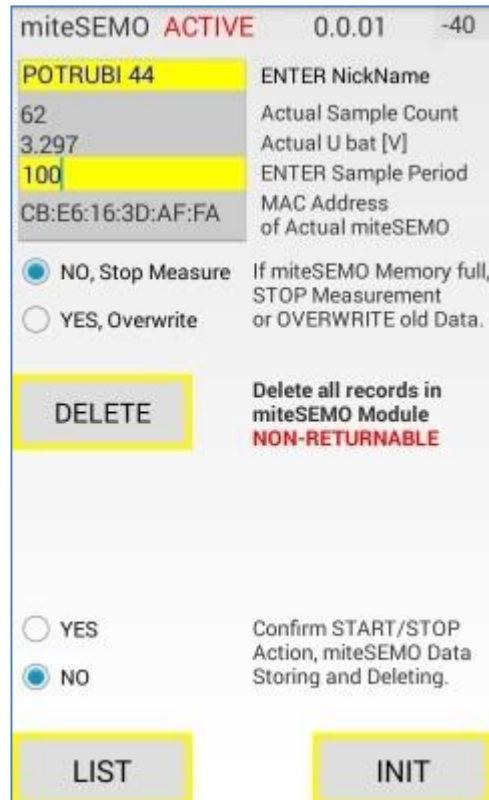 miteSEMO ACTIVE 0.0.01 -40
POTRUBI 44 ENTER NickName
62 Actual Sample Count
3.297 Actual U bat [V]
100 ENTER Sample Period
CB:E6:16:3D:AF:FA MAC Address
of Actual miteSEMO
NO, Stop Measure If miteSEMO Memory full,
STOP Measurement
YES, Overwrite or OVERWRITE old Data.
DELETE
Delete all records in
miteSEMO Module
NON-RETURNABLE
YES Confirm START/STOP
Action, miteSEMO Data
NO Storing and Deleting.
LIST INIT